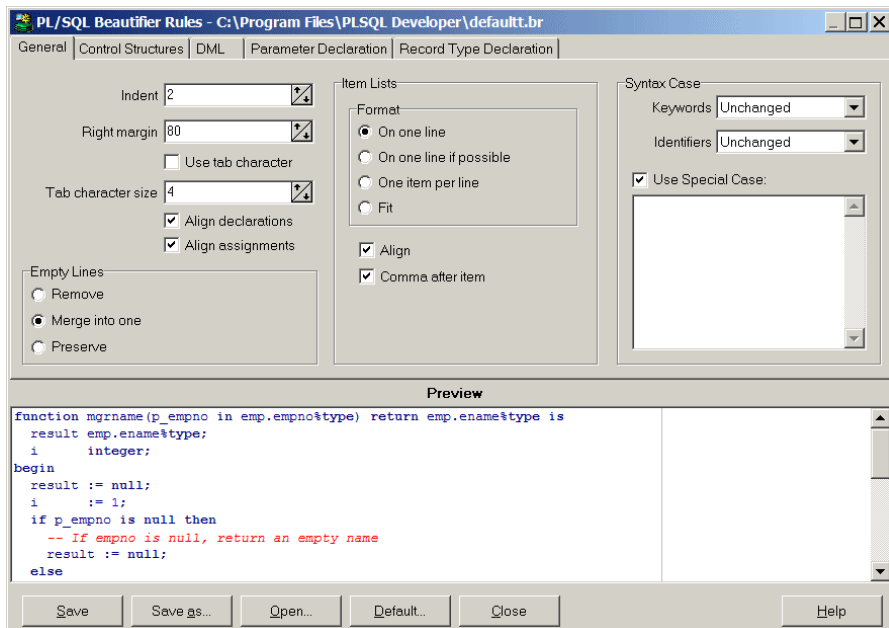 PL/SQL Beautifier Rules - C:\Program Files\PLSQL Developer\defaultt.br
General Control Structures DML Parameter Declaration Record Type Declaration
Indent 2
Right margin 80
Use tab character
Tab character size 4
Align declarations
Align assignments
Empty Lines
Remove
Merge into one
Preserve
Item Lists
Format
On one line
On one line if possible
One item per line
Fit
Align
Comma after item
Syntax Case
Keywords Unchanged
Identifiers Unchanged
Use Special Case:
Preview
function mgrname(p_empno in emp.empno%type) return emp.ename%type is
  result emp.ename%type;
  i      integer;
begin
  result := null;
  i      := 1;
  if p_empno is null then
    -- If empno is null, return an empty name
    result := null;
  else
Save Save as... Open... Default... Close Help